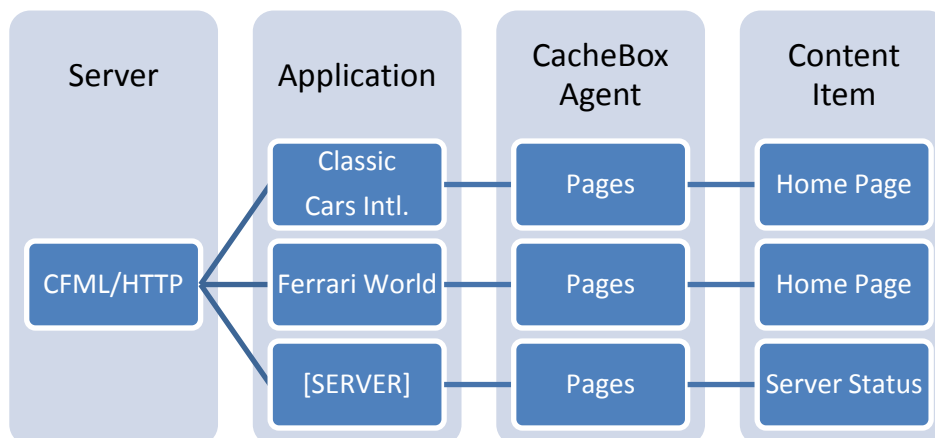 Server
Application
CacheBox
Agent
Content
Item
Classic
Cars Intl.
Pages
Home Page
CFML/HTTP
Ferrari World
Pages
Home Page
[SERVER]
Pages
Server Status